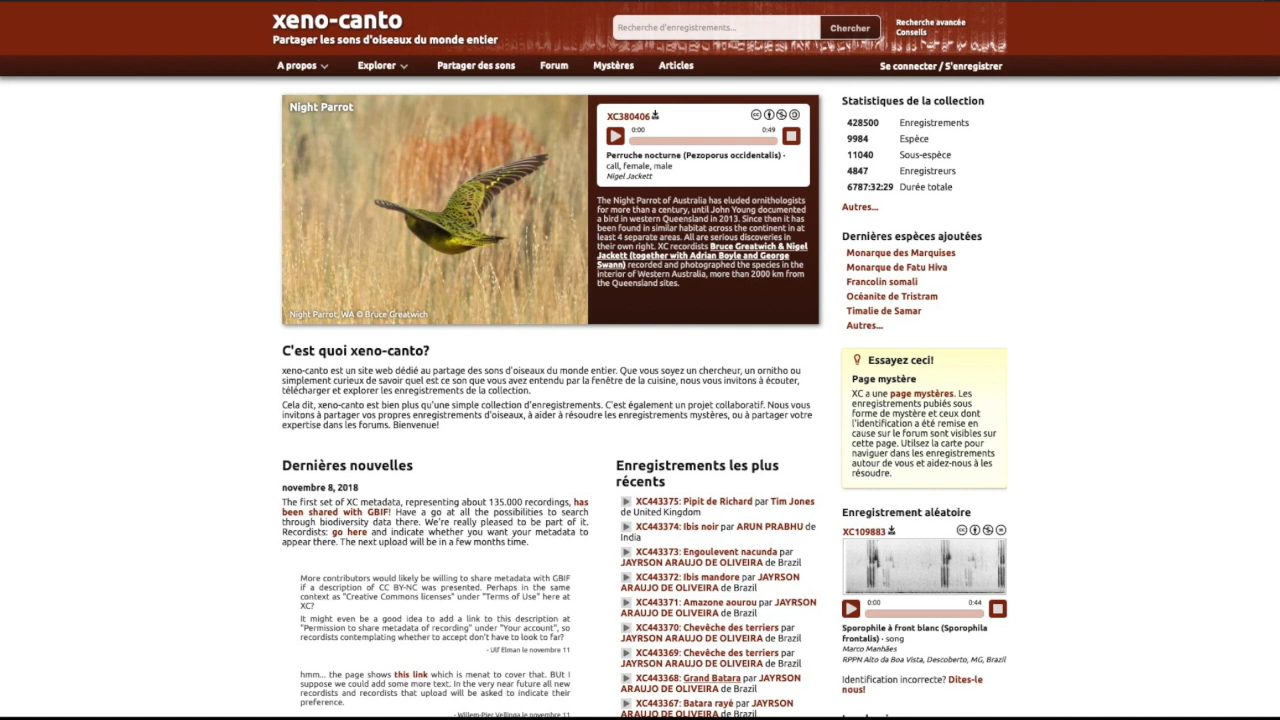 xeno-canto
Partager les sons d'oiseaux du monde entier
Recherche d'enregistrements...
Chercher
Recherche avancée
Conseils
A propos
Explorer
Partager des sons
Forum
Mystères
Articles
Se connecter / S'enregistrer
Night Parrot
Night Parrot, WA © Bruce Greatwich
XC380406
0:00
0:49
Perruche nocturne (Pezoporus occidentalis) ·
call, female, male
Nigel Jackett
The Night Parrot of Australia has eluded ornithologists
for more than a century, until John Young documented
a bird in western Queensland in 2013. Since then it has
been found in similar habitat across the continent in at
least 4 separate areas. All are serious discoveries in
their own right. XC recordists Bruce Greatwich & Nigel
Jackett (together with Adrian Boyle and George
Swann) recorded and photographed the species in the
interior of Western Australia, more than 2000 km from
the Queensland sites.
C'est quoi xeno-canto?
xeno-canto est un site web dédié au partage des sons d'oiseaux du monde entier. Que vous soyez un chercheur, un ornitho ou
simplement curieux de savoir quel est ce son que vous avez entendu par la fenêtre de la cuisine, nous vous invitons à écouter,
télécharger et explorer les enregistrements de la collection.
Cela dit, xeno-canto est bien plus qu'une simple collection d'enregistrements. C'est également un projet collaboratif. Nous vous
invitons à partager vos propres enregistrements d'oiseaux, à aider à résoudre les enregistrements mystères, ou à partager votre
expertise dans les forums. Bienvenue!
Dernières nouvelles
novembre 8, 2018
The first set of XC metadata, representing about 135.000 recordings, has
been shared with GBIF! Have a go at all the possibilities to search
through biodiversity data there. We're really pleased to be part of it.
Recordists: go here and indicate whether you want your metadata to
appear there. The next upload will be in a few months time.
More contributors would likely be willing to share metadata with GBIF
if a description of CC BY-NC was presented. Perhaps in the same
context as "Creative Commons licenses" under "Terms of Use" here at
XC?
It might even be a good idea to add a link to this description at
"Permission to share metadata of recording" under "Your account", so
recordists contemplating whether to accept don't have to look to far?
- Ulf Elman le novembre 11
hmm... the page shows this link which is menat to cover that. BUt I
suppose we could add some more text. In the very near future all new
recordists and recordists that upload will be asked to indicate their
preference.
- Willem-Pier Vellinga le novembre 11
Enregistrements les plus
récents
XC443375: Pipit de Richard par Tim Jones
de United Kingdom
XC443374: Ibis noir par ARUN PRABHU de
India
XC443373: Engoulevent nacunda par
JAYRSON ARAUJO DE OLIVEIRA de Brazil
XC443372: Ibis mandore par JAYRSON
ARAUJO DE OLIVEIRA de Brazil
XC443371: Amazone aourou par JAYRSON
ARAUJO DE OLIVEIRA de Brazil
XC443370: Chevêche des terriers par
JAYRSON ARAUJO DE OLIVEIRA de Brazil
XC443369: Chevêche des terriers par
JAYRSON ARAUJO DE OLIVEIRA de Brazil
XC443368: Grand Batara par JAYRSON
ARAUJO DE OLIVEIRA de Brazil
XC443367: Batara rayé par JAYRSON
ARAUJO DE OLIVEIRA de Brazil
Statistiques de la collection
428500 Enregistrements
9984 Espèce
11040 Sous-espèce
4847 Enregistreurs
6787:32:29 Durée totale
Autres...
Dernières espèces ajoutées
Monarque des Marquises
Monarque de Fatu Hiva
Francolin somali
Océanite de Tristram
Timalie de Samar
Autres...
Essayez ceci!
Page mystère
XC a une page mystères. Les
enregistrements publés sous
forme de mystère et ceux dont
l'identification a été remise en
cause sur le forum sont visibles sur
cette page. Utilsez la carte pour
naviguer dans les enregistrements
autour de vous et aidez-nous à les
résoudre.
Enregistrement aléatoire
XC109883
0:00
0:44
Sporophile à front blanc (Sporophila
frontalis) · song
Marco Manhães
RPPN Alto da Boa Vista, Descoberto, MG, Brazil
Identification incorrecte? Dites-le
nous!